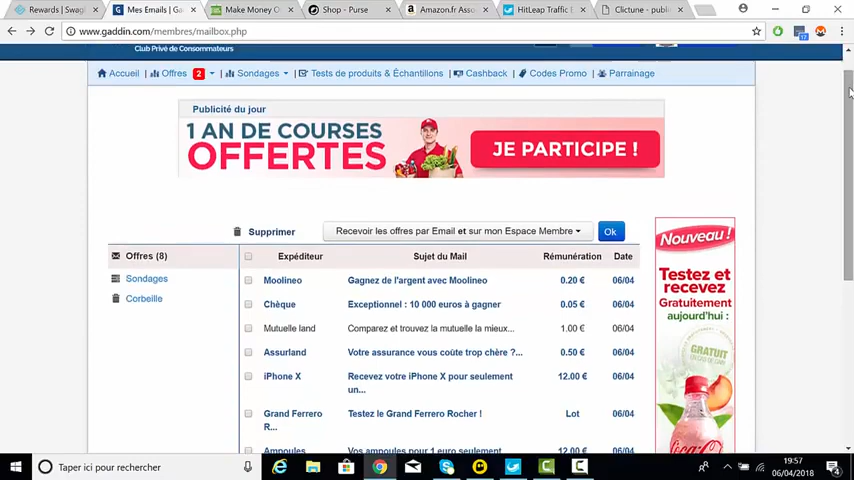 Rewards | Swag
Mes Emails | Ga
Make Money O
Shop - Purse
Amazon.fr Asso
HitLeap Traffic E
Clictune - publi
www.gaddin.com/membres/mailbox.php
17
Club Privé de Consommateurs
Accueil Offres 2 Sondages Tests de produits & Échantillons Cashback Codes Promo Parrainage
Publicité du jour
1 AN DE COURSES
OFFERTES
JE PARTICIPE !
Supprimer Recevoir les offres par Email et sur mon Espace Membre Ok
Offres (8)
Sondages
Corbeille
Expéditeur Sujet du Mail Rémunération Date
Moolineo Gagnez de l'argent avec Moolineo 0.20 € 06/04
Chèque Exceptionnel : 10 000 euros à gagner 0.05 € 06/04
Mutuelle land Comparez et trouvez la mutuelle la mieux... 1.00 € 06/04
Assurland Votre assurance vous coûte trop chère ?... 0.50 € 06/04
iPhone X Recevez votre iPhone X pour seulement 12.00 € 06/04
un...
Grand Ferrero Testez le Grand Ferrero Rocher ! Lot 06/04
R...
Ampoules Vos ampoules pour 1 euro seulement 12.00 € 06/04
Nouveau !
Testez et
recevez
Gratuitement
aujourd'hui :
GRATUIT
Taper ici pour rechercher
19:57
06/04/2018
4